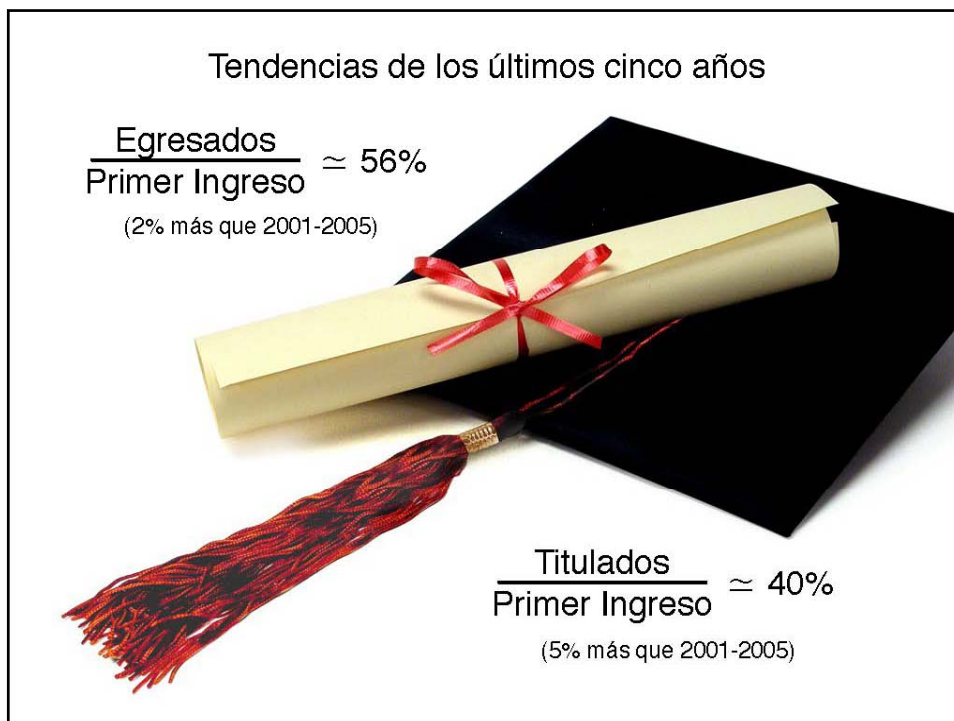 Tendencias de los últimos cinco años
Egresados
Primer Ingreso
≃ 56%
(2% más que 2001-2005)
Titulados
Primer Ingreso
≃ 40%
(5% más que 2001-2005)